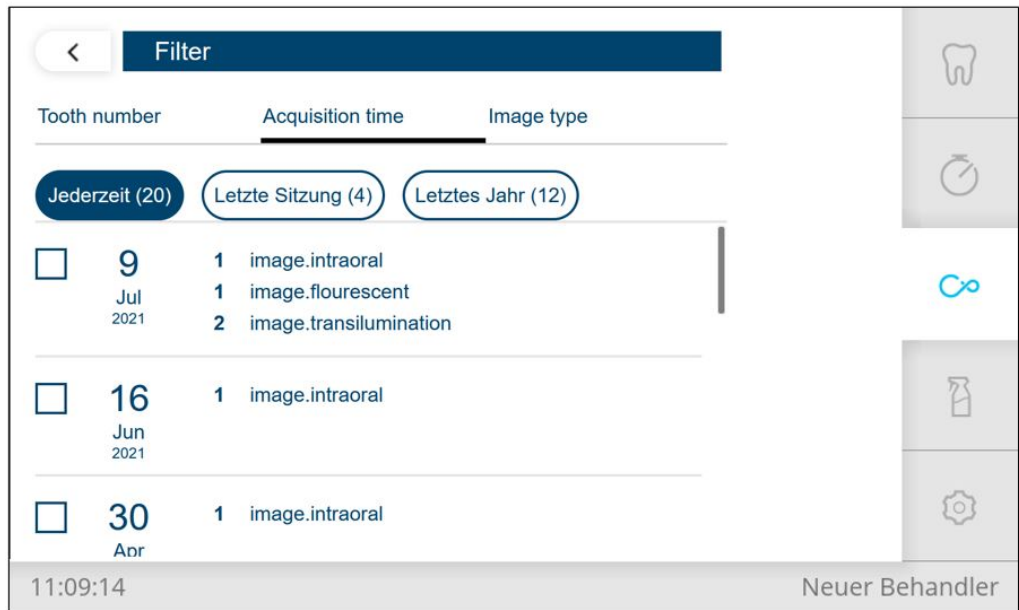 Filter
Tooth number Acquisition time Image type
Jederzeit (20) Letzte Sitzung (4) Letztes Jahr (12)
9
Jul
2021
1 image.intraoral
1 image.flourescent
2 image.transilumination
16
Jun
2021
1 image.intraoral
30
Apr
1 image.intraoral
11:09:14 Neuer Behandler